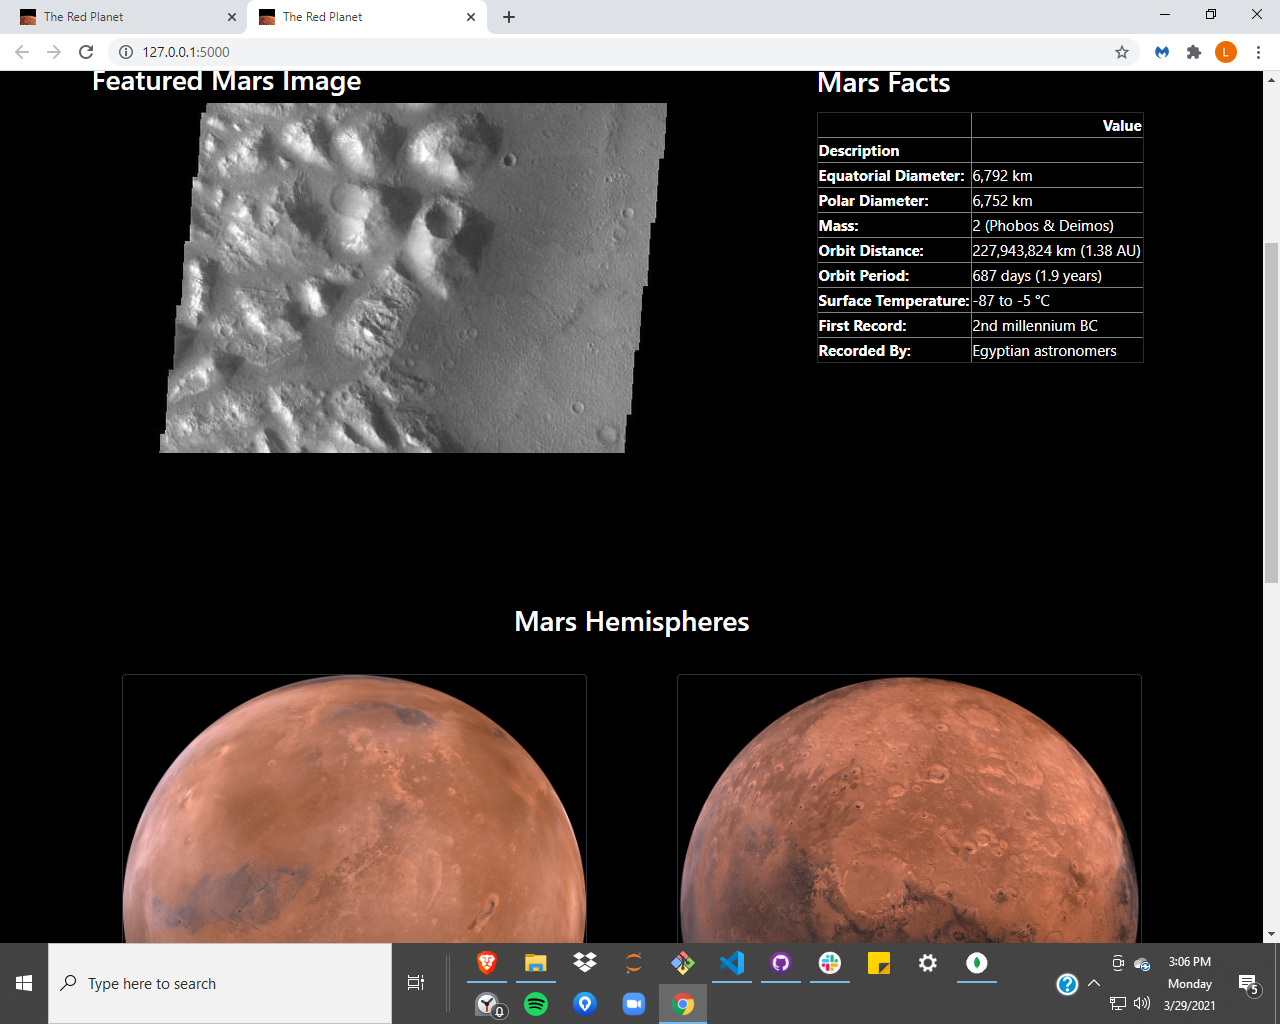 The Red Planet
The Red Planet
127.0.0.1:5000
L
Featured Mars Image
Mars Facts
Value
Description
Equatorial Diameter: 6,792 km
Polar Diameter: 6,752 km
Mass: 2 (Phobos & Deimos)
Orbit Distance: 227,943,824 km (1.38 AU)
Orbit Period: 687 days (1.9 years)
Surface Temperature: -87 to -5 °C
First Record: 2nd millennium BC
Recorded By: Egyptian astronomers
Mars Hemispheres
Type here to search
3:06 PM
Monday
3/29/2021
5